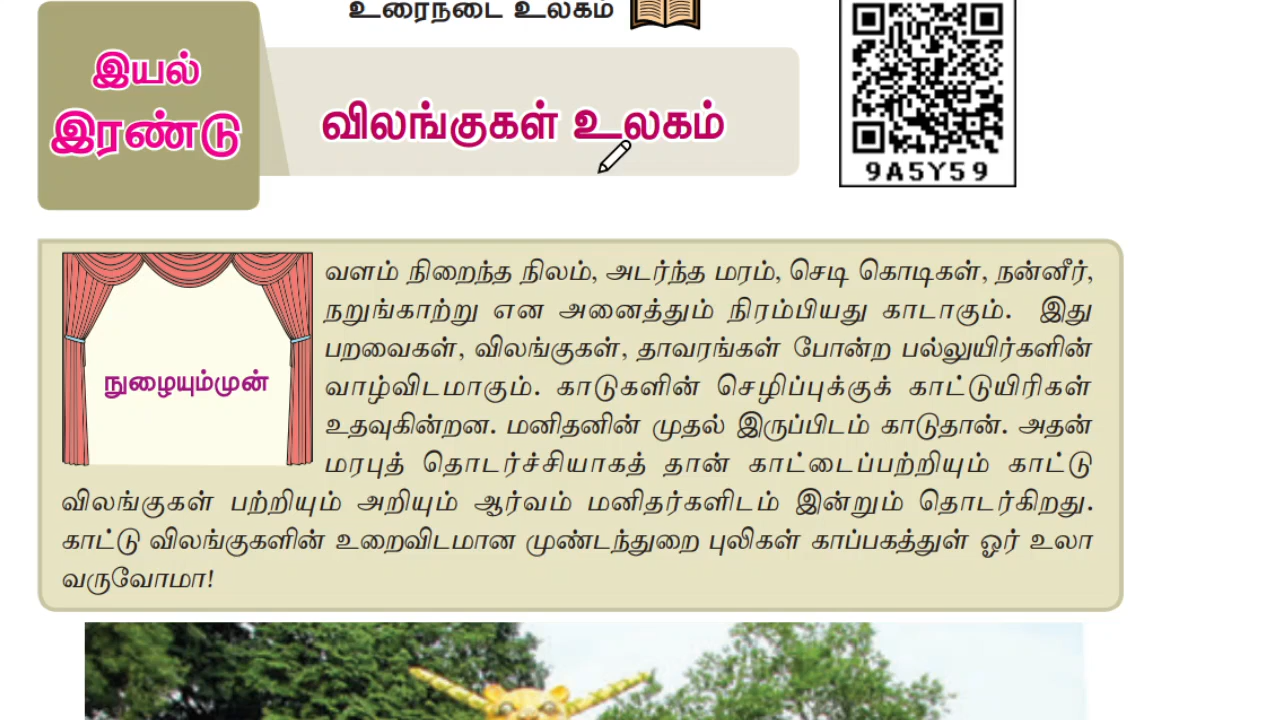 உரைநடை உலகம்
இயல்
இரண்டு
விலங்குகள் உலகம்
9A5Y59
வளம் நிறைந்த நிலம், அடர்ந்த மரம், செடி கொடிகள், நன்னீர்,
நறுங்காற்று என அனைத்தும் நிரம்பியது காடாகும். இது
பறவைகள், விலங்குகள், தாவரங்கள் போன்ற பல்லுயிர்களின்
நுழையும்முன்
வாழ்விடமாகும். காடுகளின் செழிப்புக்குக் காட்டுயிரிகள்
உதவுகின்றன. மனிதனின் முதல் இருப்பிடம் காடுதான். அதன்
மரபுத் தொடர்ச்சியாகத் தான் காட்டைப்பற்றியும் காட்டு
விலங்குகள் பற்றியும் அறியும் ஆர்வம் மனிதர்களிடம் இன்றும் தொடர்கிறது.
காட்டு விலங்குகளின் உறைவிடமான முண்டந்துறை புலிகள் காப்பகத்துள் ஓர் உலா
வருவோமா!